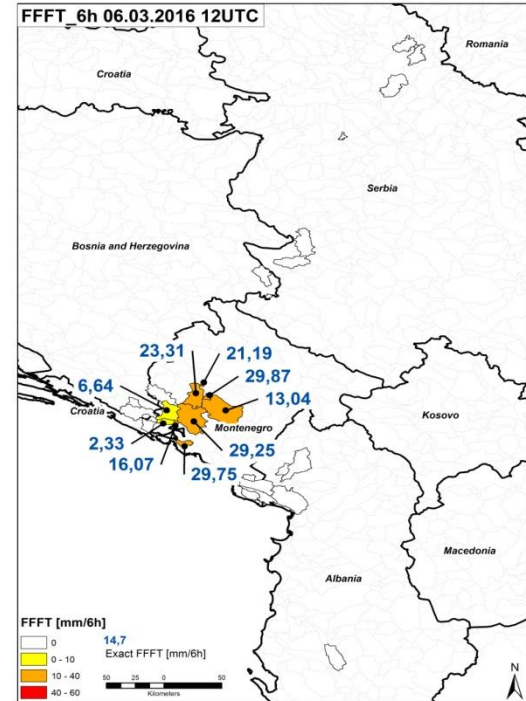 FFFT_6h 06.03.2016 12UTC
Romania
Croatia
Serbia
Bosnia and Herzegovina
23,31
21,19
6,64
29,87
13,04
Croatia
Montenegro
Kosovo
2,33
29,25
16,07
29,75
Macedonia
Albania
FFFT [mm/6h]
0
14,7
0 - 10
Exact FFFT [mm/6h]
10 - 40
40 - 60
50 25 0 50
Kilometers
N